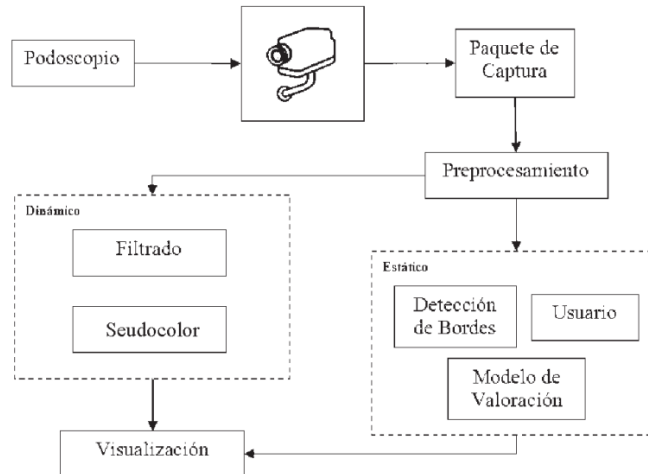 Podoscopio
Paquete de
Captura
Preprocesamiento
Dinámico
Filtrado
Seudocolor
Estático
Detección
de Bordes
Usuario
Modelo de
Valoración
Visualización